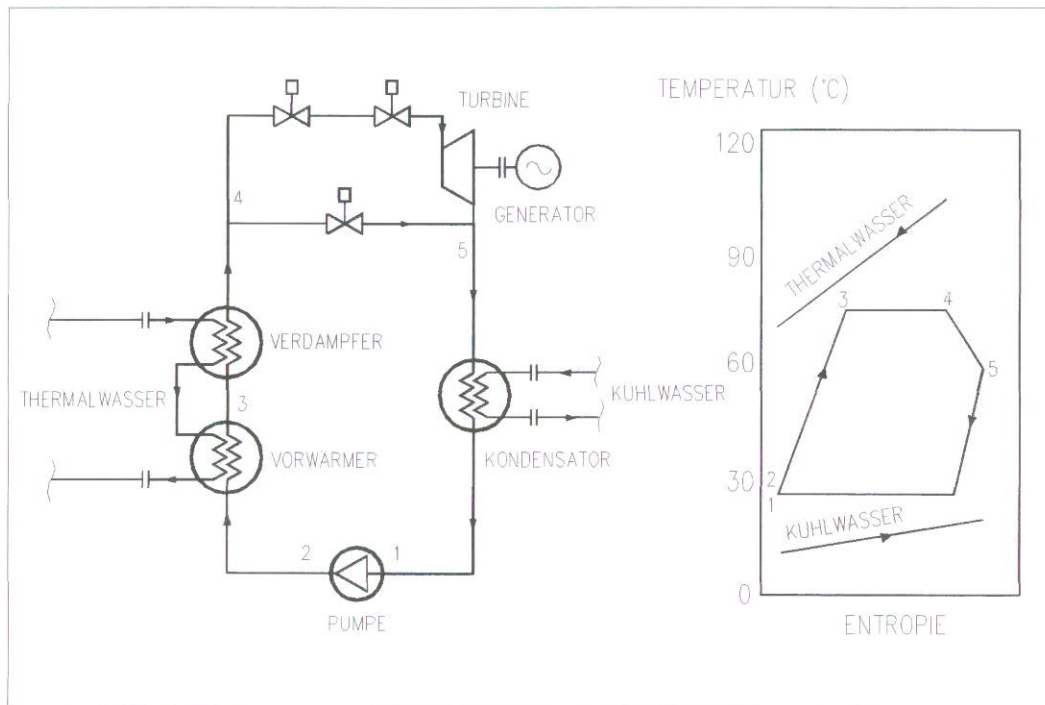 TURBINE
GENERATOR
4
5
VERDAMPFER
THERMALWASSER
3
VORWÄRMER
KUHLWASSER
KONDENSATOR
2
1
PUMPE
TEMPERATUR (°C)
120
90
60
30
0
THERMALWASSER
3
4
5
2
1
KUHLWASSER
ENTROPIE